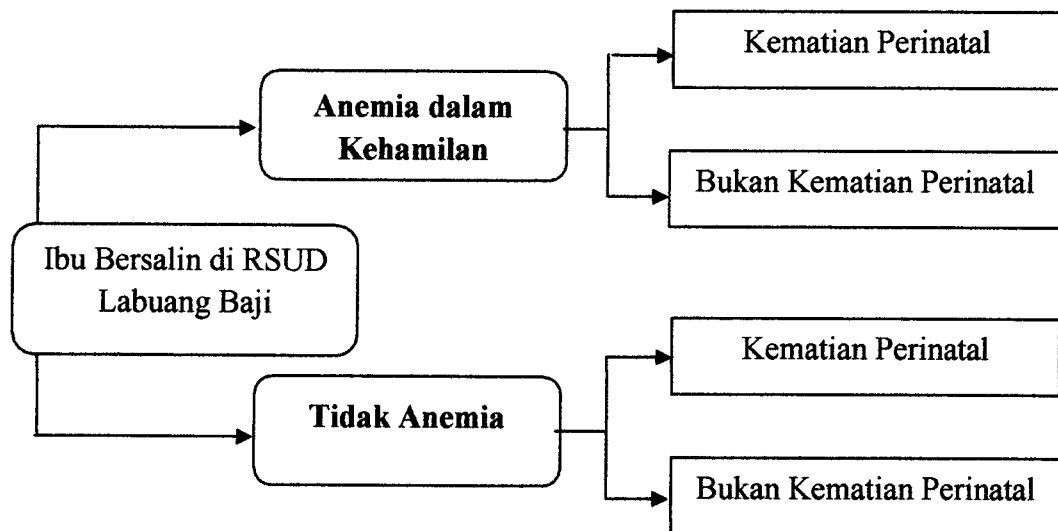 Kematian Perinatal
Anemia dalam
Kehamilan
Bukan Kematian Perinatal
Ibu Bersalin di RSUD
Labuang Baji
Kematian Perinatal
Tidak Anemia
Bukan Kematian Perinatal